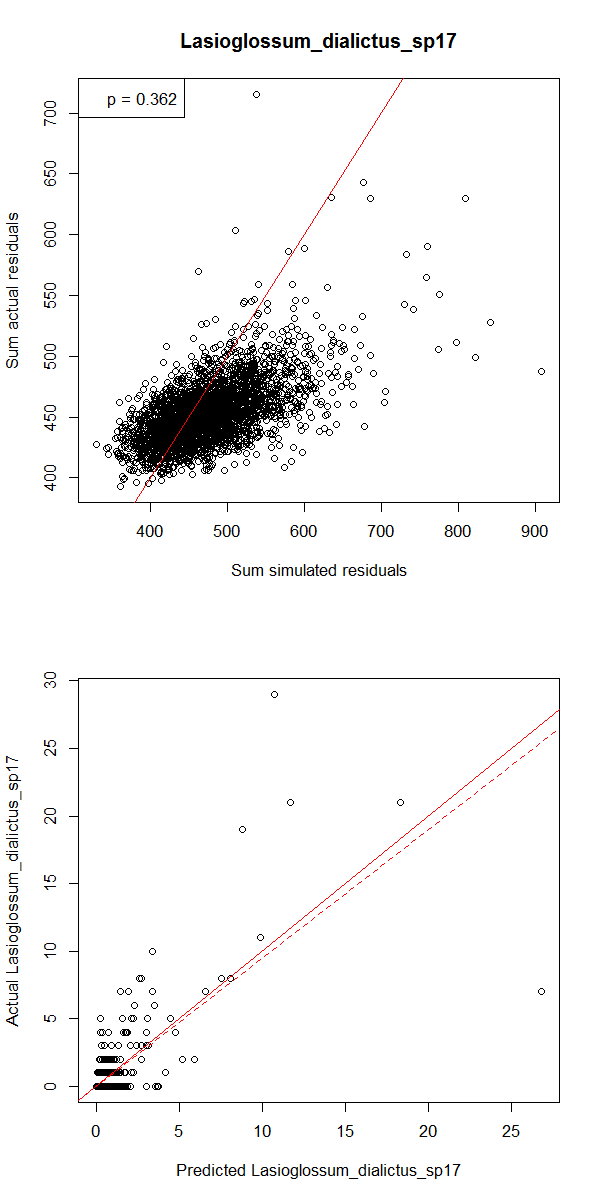 Lasioglossum_dialictus_sp17
p = 0.362
Sum actual residuals
700
650
600
550
500
450
400
400 500 600 700 800 900
Sum simulated residuals
Actual Lasioglossum_dialictus_sp17
30
25
20
15
10
5
0
0 5 10 15 20 25
Predicted Lasioglossum_dialictus_sp17